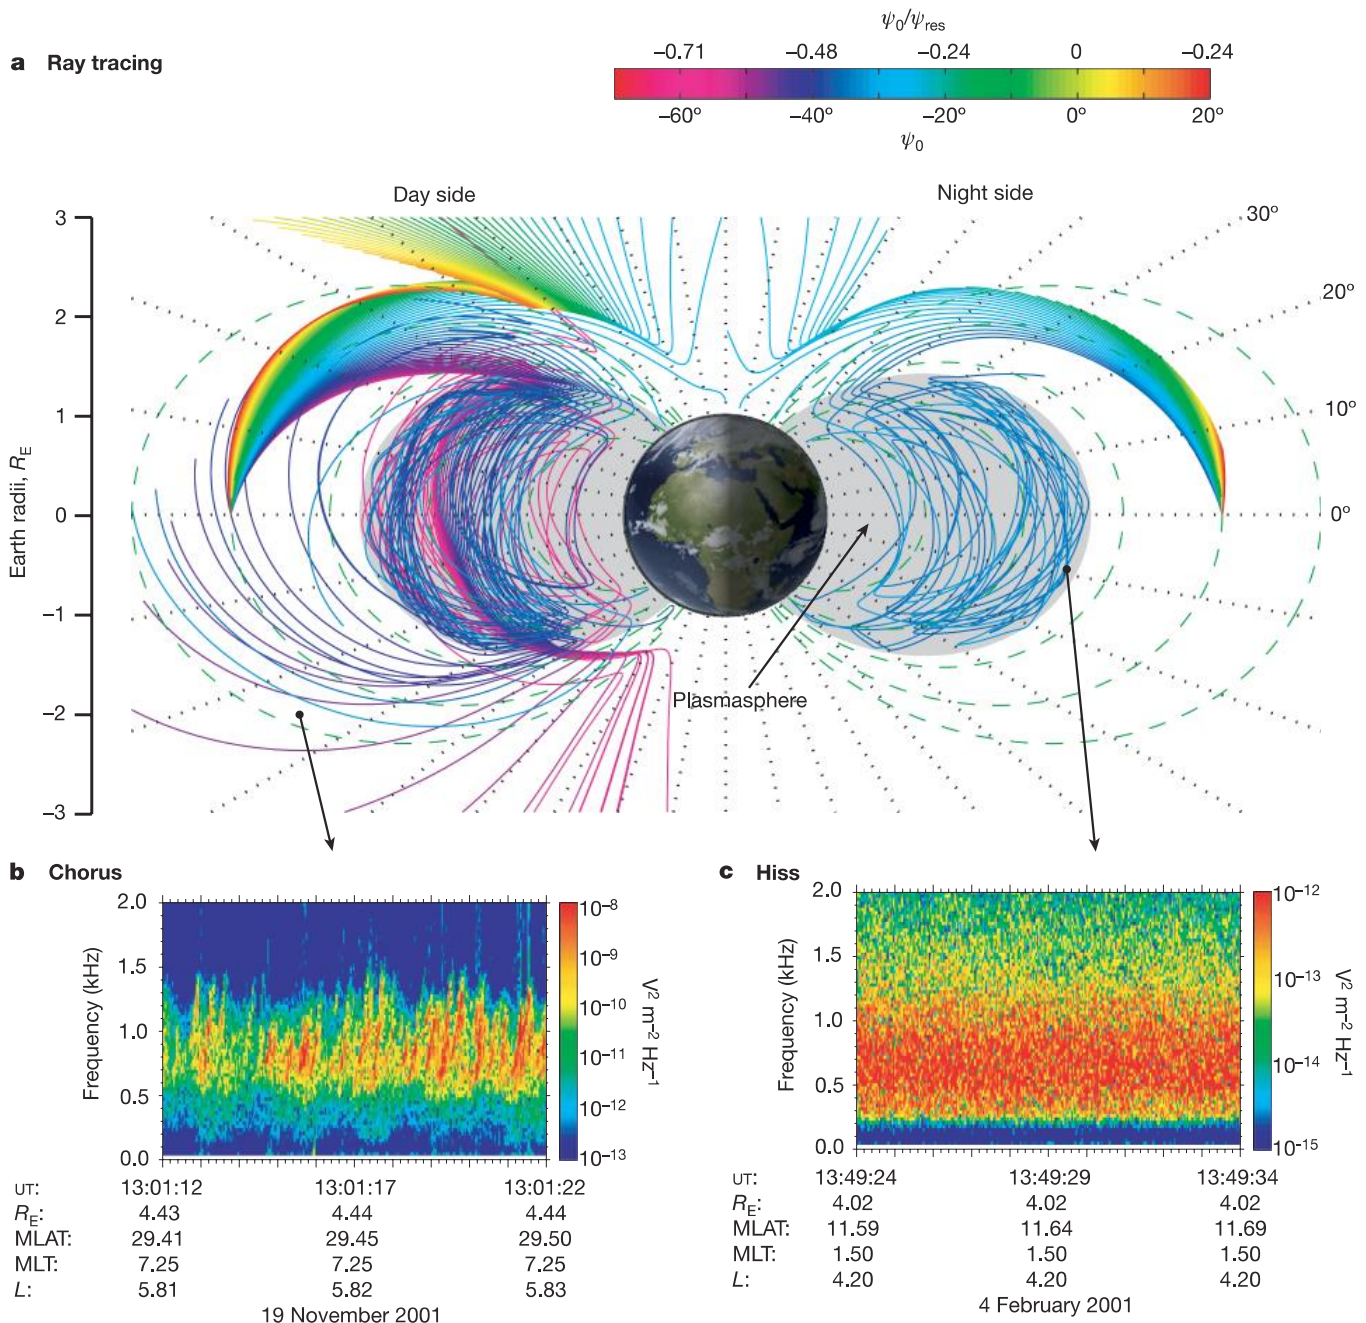 a Ray tracing
ψ0/ψres
−0.71 −0.48 −0.24 0 −0.24
−60° −40° −20° 0° 20°
ψ0
Day side
Night side
30°
20°
10°
0°
3
2
1
0
−1
−2
−3
Earth radii, RE
Plasmasphere
b Chorus
2.0
1.5
1.0
0.5
0.0
Frequency (kHz)
10−8
10−9
10−10
10−11
10−12
10−13
V2 m−2 Hz−1
UT: 13:01:12 13:01:17 13:01:22
RE: 4.43 4.44 4.44
MLAT: 29.41 29.45 29.50
MLT: 7.25 7.25 7.25
L: 5.81 5.82 5.83
19 November 2001
c Hiss
2.0
1.5
1.0
0.5
0.0
Frequency (kHz)
10−12
10−13
10−14
10−15
V2 m−2 Hz−1
UT: 13:49:24 13:49:29 13:49:34
RE: 4.02 4.02 4.02
MLAT: 11.59 11.64 11.69
MLT: 1.50 1.50 1.50
L: 4.20 4.20 4.20
4 February 2001